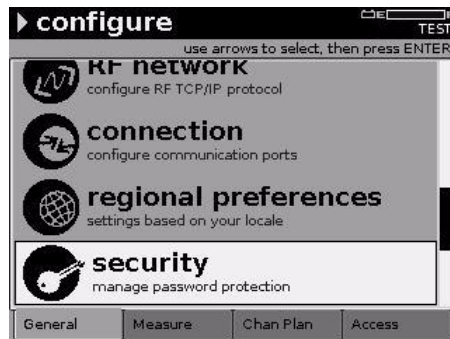 configure
E
TEST
use arrows to select, then press ENTER
RF network
configure RF TCP/IP protocol
connection
configure communication ports
regional preferences
settings based on your locale
security
manage password protection
General Measure Chan Plan Access